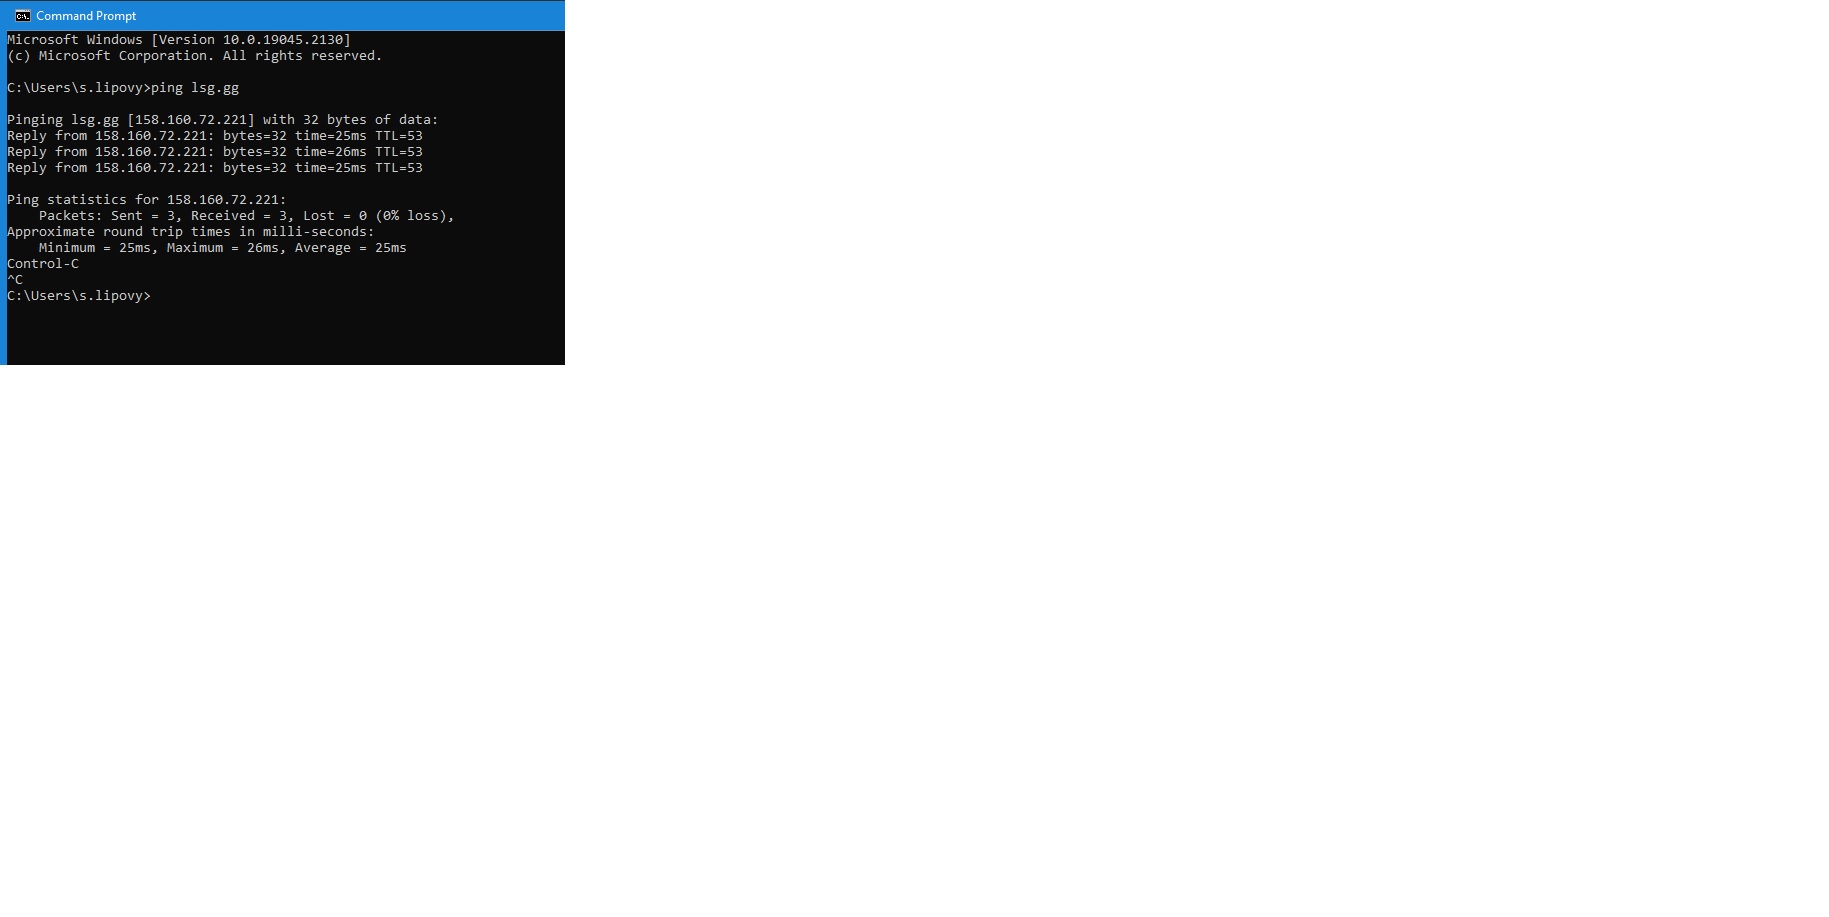 Command Prompt
Microsoft Windows [Version 10.0.19045.2130]
(c) Microsoft Corporation. All rights reserved.
C:\Users\s.lipovy>ping lsg.gg
Pinging lsg.gg [158.160.72.221] with 32 bytes of data:
Reply from 158.160.72.221: bytes=32 time=25ms TTL=53
Reply from 158.160.72.221: bytes=32 time=26ms TTL=53
Reply from 158.160.72.221: bytes=32 time=25ms TTL=53
Ping statistics for 158.160.72.221:
    Packets: Sent = 3, Received = 3, Lost = 0 (0% loss),
Approximate round trip times in milli-seconds:
    Minimum = 25ms, Maximum = 26ms, Average = 25ms
Control-C
^C
C:\Users\s.lipovy>